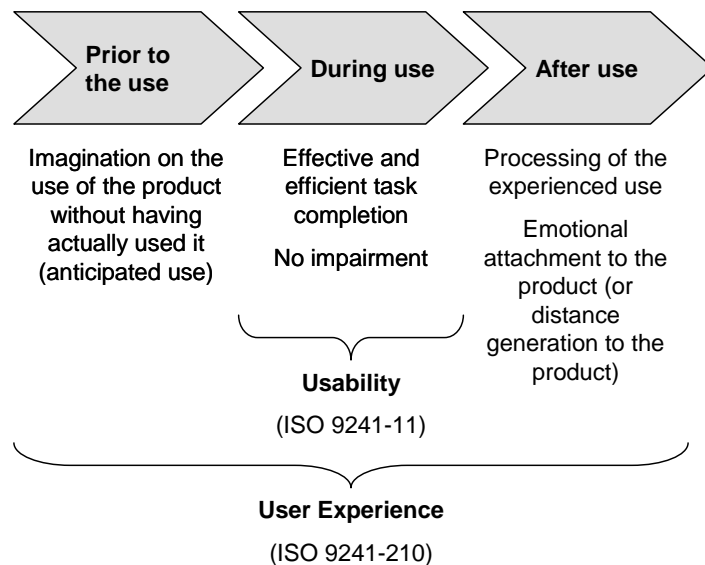 Prior to
the use
During use
After use
Imagination on the
use of the product
without having
actually used it
(anticipated use)
Effective and
efficient task
completion
No impairment
Processing of the
experienced use
Emotional
attachment to the
product (or
distance
generation to the
product)
Usability
(ISO 9241-11)
User Experience
(ISO 9241-210)